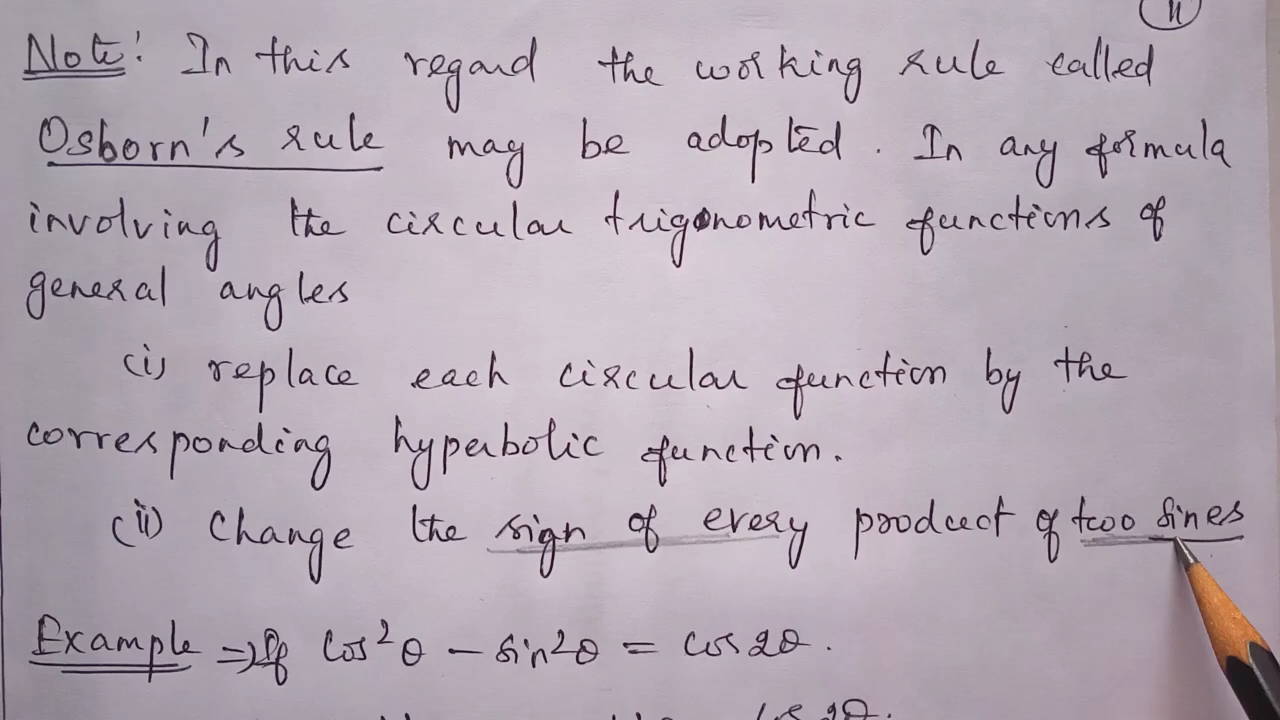 11
Note: In this regard the working rule called
Osborn's rule may be adopted. In any formula
involving the circular trigonometric functions of
general angles
(i) replace each circular function by the
corresponding hyperbolic function.
(ii) Change the sign of every product of two sines
Example ⇒ If Cos²θ – sin²θ = cos2θ.
2θ.